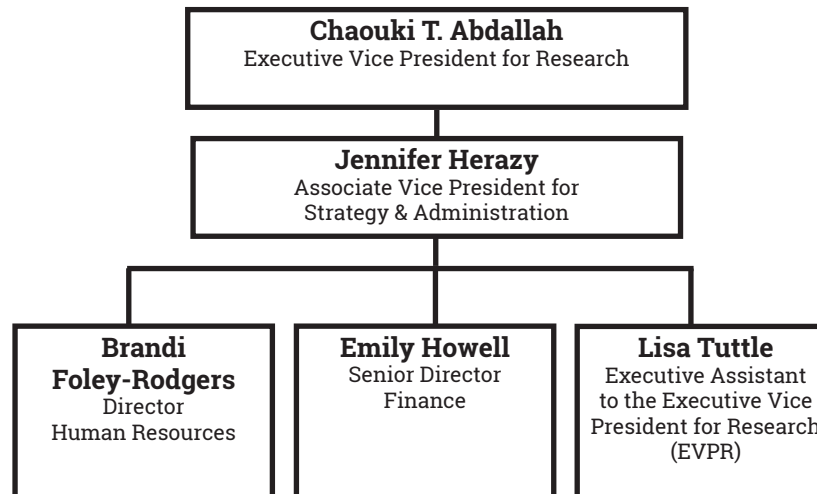 Chaouki T. Abdallah
Executive Vice President for Research
Jennifer Herazy
Associate Vice President for
Strategy & Administration
Brandi
Foley-Rodgers
Director
Human Resources
Emily Howell
Senior Director
Finance
Lisa Tuttle
Executive Assistant
to the Executive Vice
President for Research
(EVPR)